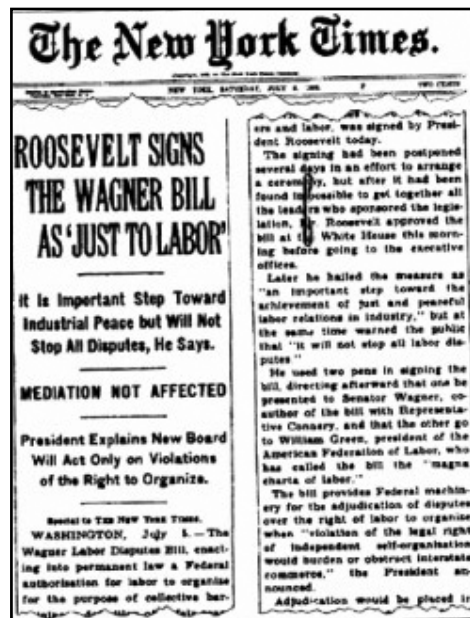 The New York Times.
NEW YORK, SATURDAY, JULY 6, 1935.
TWO CENTS
ROOSEVELT SIGNS
THE WAGNER BILL
AS 'JUST TO LABOR'
It Is Important Step Toward
Industrial Peace but Will Not
Stop All Disputes, He Says.
MEDIATION NOT AFFECTED
President Explains New Board
Will Act Only on Violations
of the Right to Organize.
Special to THE NEW YORK TIMES.
WASHINGTON, July 5.—The
Wagner Labor Disputes Bill, enact-
ing into permanent law a Federal
authorization for labor to organize
for the purpose of collective bar-
ers and labor, was signed by Presi-
dent Roosevelt today.
The signing had been postponed
several days in an effort to arrange
a ceremony, but after it had been
found impossible to get together all
the leaders who sponsored the legis-
lation, Mr. Roosevelt approved the
bill at the White House this morn-
ing before going to the executive
offices.
Later he hailed the measure as
"an important step toward the
achievement of just and peaceful
labor relations in industry," but at
the same time warned the public
that "it will not stop all labor dis-
putes"
He used two pens in signing the
bill, directing afterward that one be
presented to Senator Wagner, co-
author of the bill with Representa-
tive Connery, and that the other go
to William Green, president of the
American Federation of Labor, who
has called the bill the "magna
charta of labor."
The bill provides Federal machin-
ery for the adjudication of disputes
over the right of labor to organize
when "violation of the legal right
of independent self-organization
would burden or obstruct interstate
commerce," the President an-
nounced.
Adjudication would be placed in